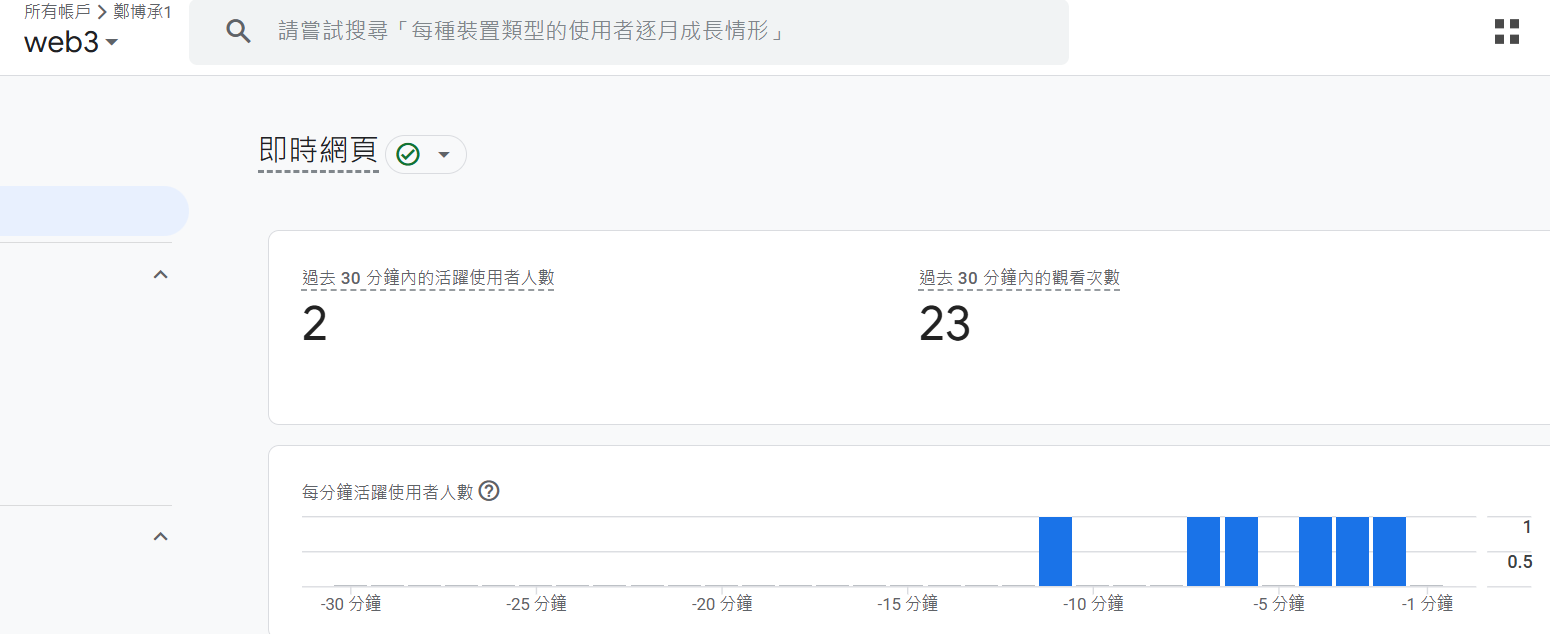 所有帳戶 > 鄭博承1
web3
請嘗試搜尋「每種裝置類型的使用者逐月成長情形」
即時網頁
過去 30 分鐘內的活躍使用者人數
過去 30 分鐘內的觀看次數
2
23
每分鐘活躍使用者人數
1
0.5
-30 分鐘
-25 分鐘
-20 分鐘
-15 分鐘
-10 分鐘
-5 分鐘
-1 分鐘